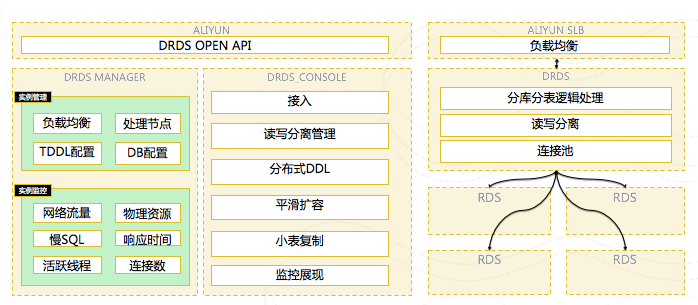 ALIYUN
DRDS OPEN API
DRDS MANAGER
实例管理
负载均衡 处理节点
TDDL配置 DB配置
实例监控
网络流量 物理资源
慢SQL 响应时间
活跃线程 连接数
DRDS_CONSOLE
接入
读写分离管理
分布式DDL
平滑扩容
小表复制
监控展现
ALIYUN SLB
负载均衡
DRDS
分库分表逻辑处理
读写分离
连接池
RDS RDS
RDS RDS